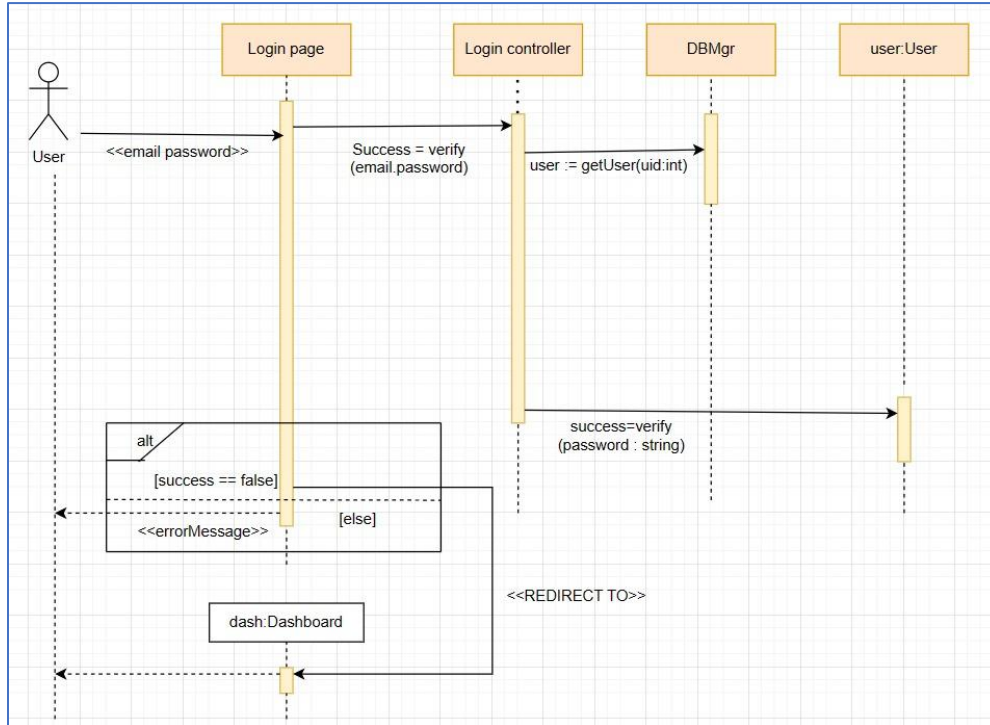 Login page
Login controller
DBMgr
user:User
User
<<email password>>
Success = verify
(email.password)
user := getUser(uid:int)
success=verify
(password : string)
alt
[success == false]
[else]
<<errorMessage>>
<<REDIRECT TO>>
dash:Dashboard